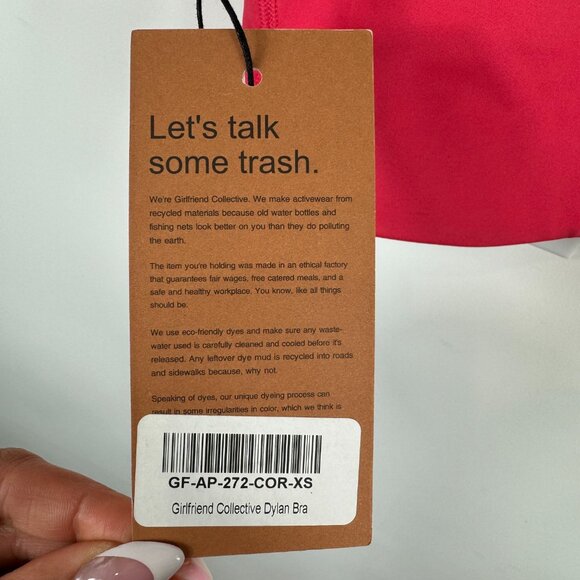 Let's talk
some trash.
We're Girlfriend Collective. We make activewear from
recycled materials because old water bottles and
fishing nets look better on you than they do polluting
the earth.
The item you're holding was made in an ethical factory
that guarantees fair wages, free catered meals, and a
safe and healthy workplace. You know, like all things
should be.
We use eco-friendly dyes and make sure any waste-
water used is carefully cleaned and cooled before it's
released. Any leftover dye mud is recycled into roads
and sidewalks because, why not.
Speaking of dyes, our unique dyeing process can
result in some irregularities in color, which we think is
GF-AP-272-COR-XS
Girlfriend Collective Dylan Bra